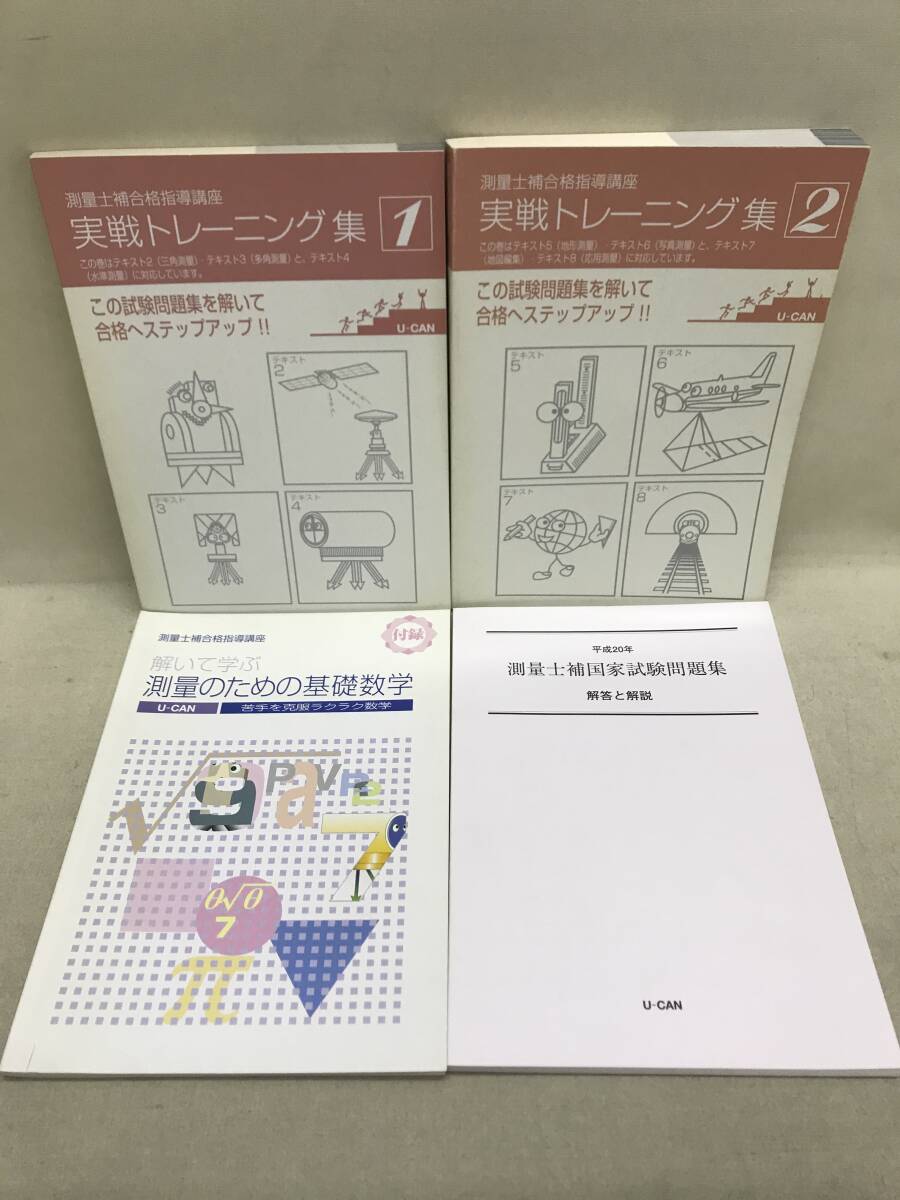 測量士補合格指導講座
実戦トレーニング集 1
この巻はテキスト2（三角測量）・テキスト3（多角測量）と、テキスト4
（水準測量）に対応しています。
この試験問題集を解いて
合格へステップアップ!!
U-CAN
テキスト
2
テキスト
3
テキスト
4
測量士補合格指導講座
実戦トレーニング集 2
この巻はテキスト5（地形測量）・テキスト6（写真測量）と、テキスト7
（地図編集）・テキスト8（応用測量）に対応しています。
この試験問題集を解いて
合格へステップアップ!!
U-CAN
テキスト
5
テキスト
6
テキスト
7
テキスト
8
測量士補合格指導講座
付録
解いて学ぶ
測量のための基礎数学
U-CAN 苦手を克服ラクラク数学
θ√θ
7
π
平成20年
測量士補国家試験問題集
解答と解説
U-CAN